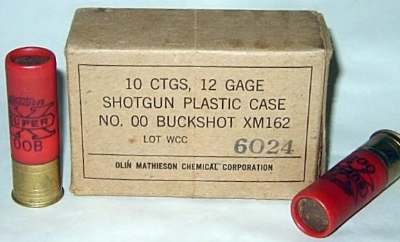 10 CTGS, 12 GAGE
SHOTGUN PLASTIC CASE
NO. 00 BUCKSHOT XM162
LOT WCC 6024
OLIN MATHIESON CHEMICAL CORPORATION
SUPER
00B